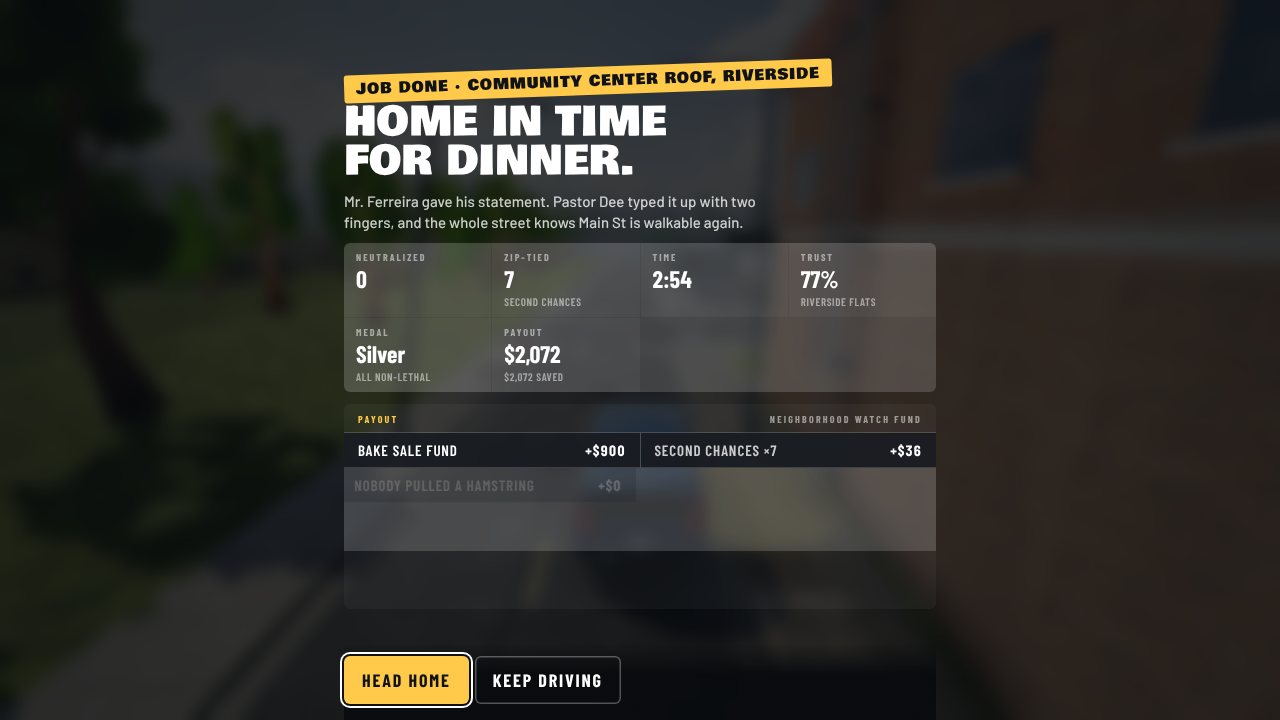 JOB DONE · COMMUNITY CENTER ROOF, RIVERSIDE
HOME IN TIME
FOR DINNER.
Mr. Ferreira gave his statement. Pastor Dee typed it up with two
fingers, and the whole street knows Main St is walkable again.
NEUTRALIZED
0
ZIP-TIED
7
SECOND CHANCES
TIME
2:54
TRUST
77%
RIVERSIDE FLATS
MEDAL
Silver
ALL NON-LETHAL
PAYOUT
$2,072
$2,072 SAVED
PAYOUT
NEIGHBORHOOD WATCH FUND
BAKE SALE FUND +$900
SECOND CHANCES ×7 +$36
NOBODY PULLED A HAMSTRING +$0
HEAD HOME
KEEP DRIVING